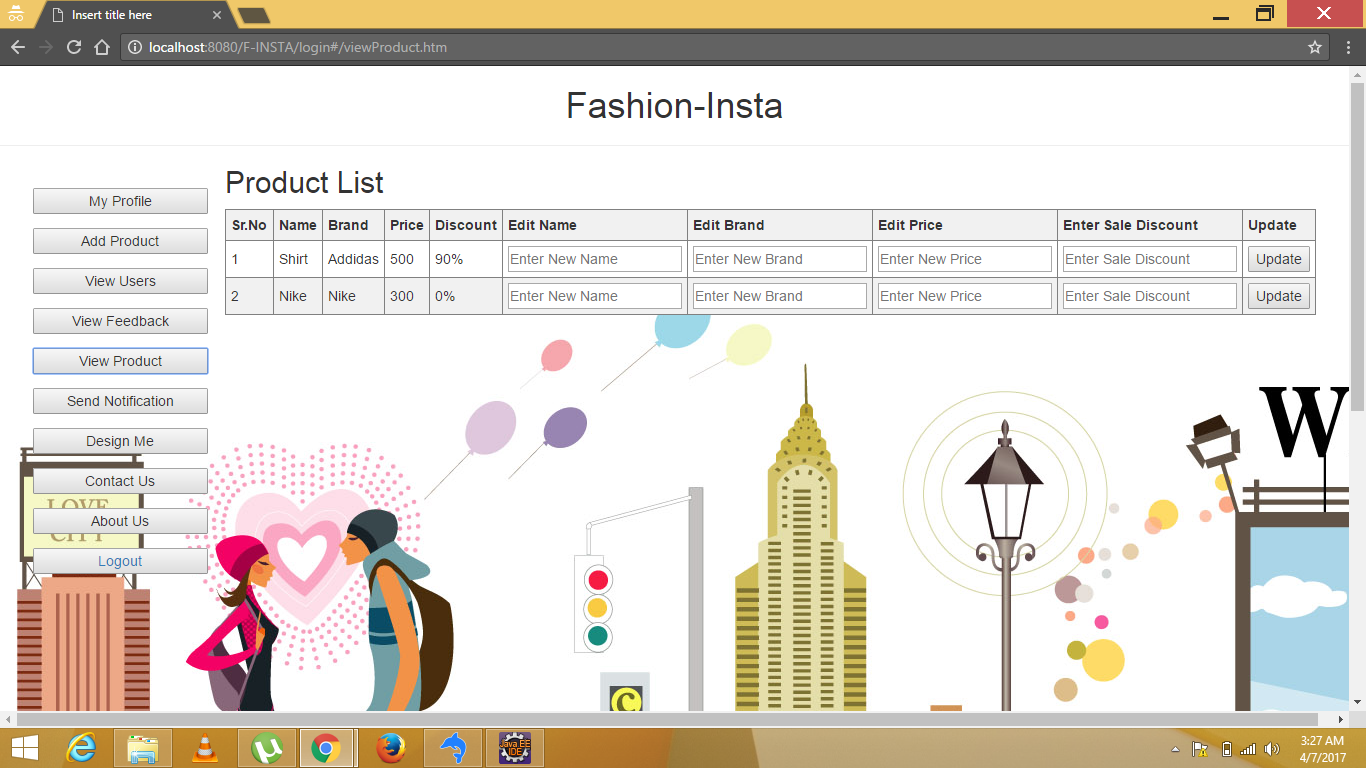 Insert title here
localhost:8080/F-INSTA/login#/viewProduct.htm
Fashion-Insta
My Profile
Add Product
View Users
View Feedback
View Product
Send Notification
Design Me
Contact Us
About Us
Logout
Product List
Sr.No Name Brand Price Discount Edit Name Edit Brand Edit Price Enter Sale Discount Update
1 Shirt Addidas 500 90% Enter New Name Enter New Brand Enter New Price Enter Sale Discount Update
2 Nike Nike 300 0% Enter New Name Enter New Brand Enter New Price Enter Sale Discount Update
LOVE
CITY
W
C
Java EE
IDE
3:27 AM
4/7/2017